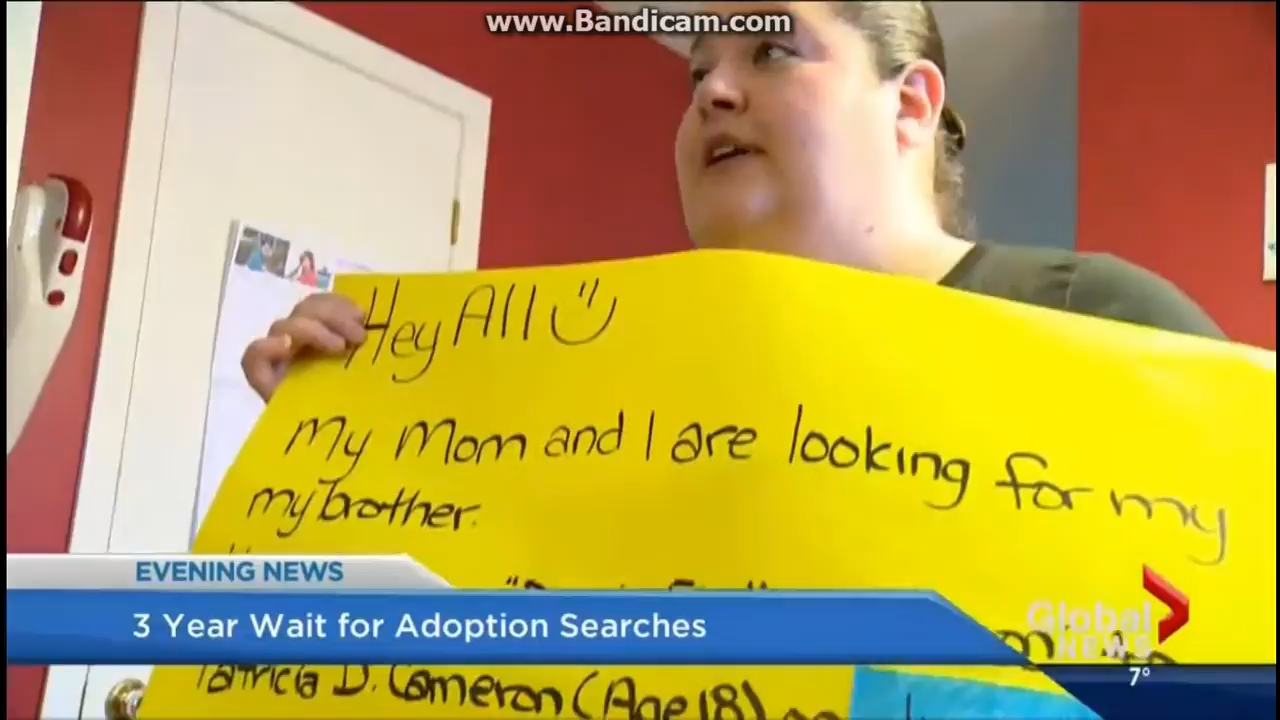 www.Bandicam.com
Hey All
My Mom and I are looking for my
my brother.
EVENING NEWS
3 Year Wait for Adoption Searches
Global
NEWS
Patricia D. Cameron (Age 18)
7°